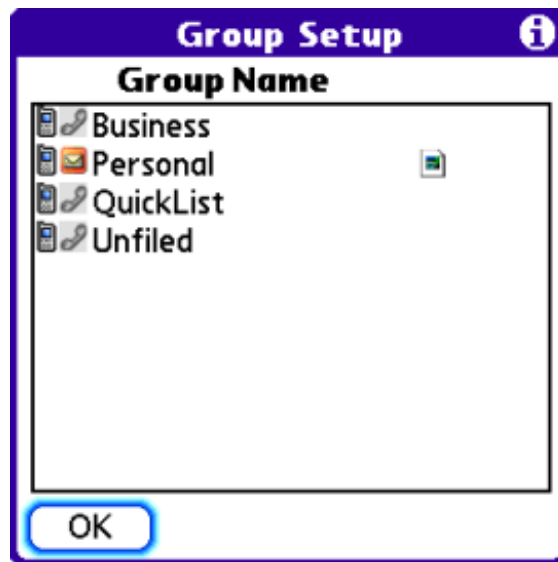 Group Setup
Group Name
Business
Personal
QuickList
Unfiled
OK